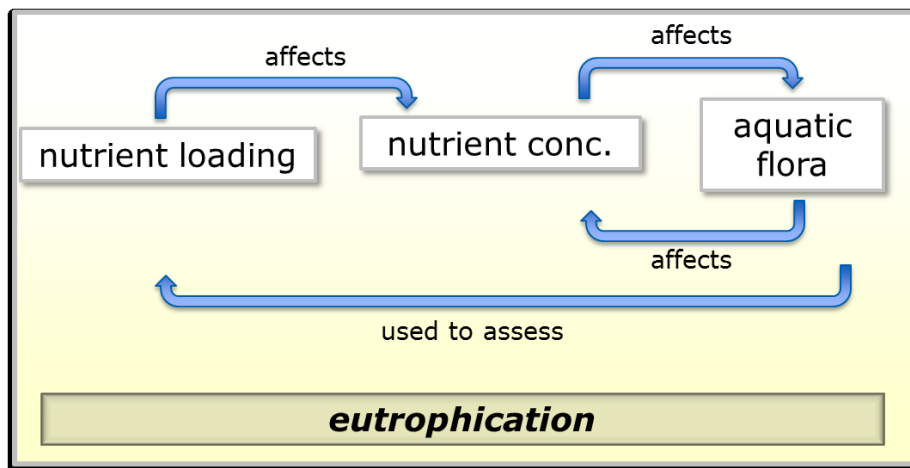 affects
affects
nutrient loading
nutrient conc.
aquatic
flora
affects
used to assess
eutrophication